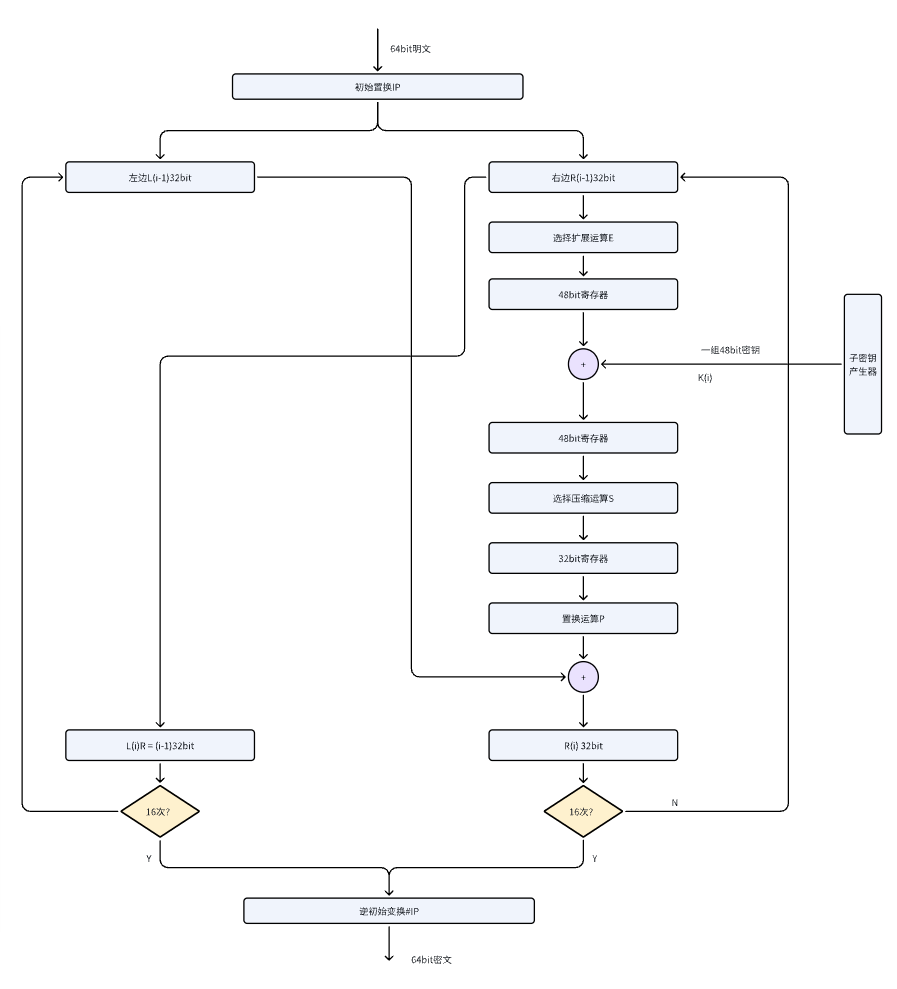 64bit明文
初始置换IP
左边L(i-1)32bit
右边R(i-1)32bit
选择扩展运算E
48bit寄存器
一组48bit密钥
子密钥
产生器
+
K(i)
48bit寄存器
选择压缩运算S
32bit寄存器
置换运算P
+
L(i)R = (i-1)32bit
R(i) 32bit
16次?
16次?
N
Y
Y
逆初始变换#IP
64bit密文